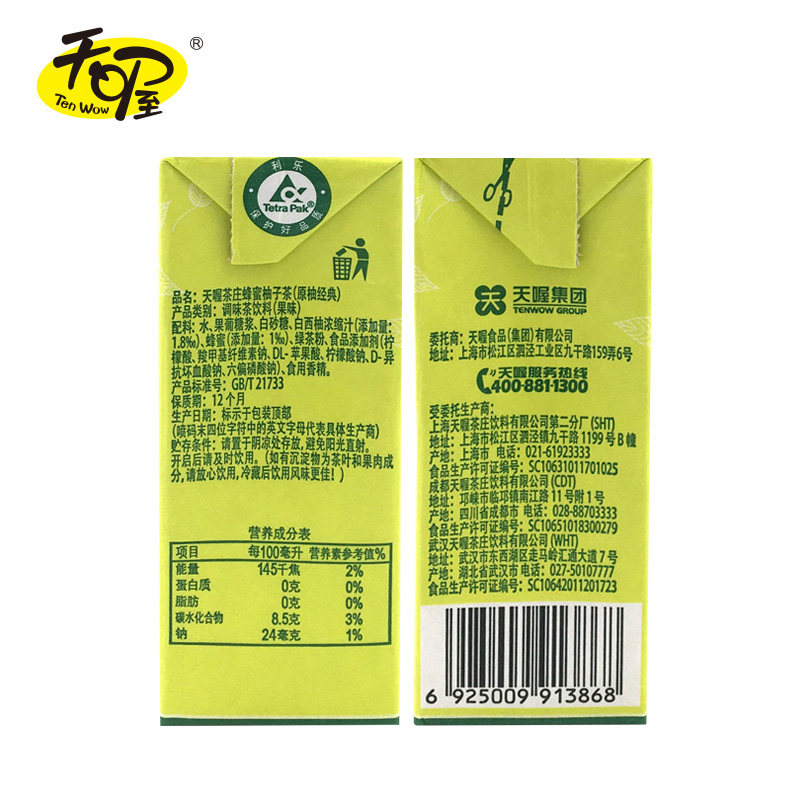 天喔
Ten Wow
®
利乐
Tetra Pak®
保护好品质
品名：天喔茶庄蜂蜜柚子茶（原柚经典）
产品类别：调味茶饮料（果味）
配料：水、果葡糖浆、白砂糖、白西柚浓缩汁（添加量：
1.8‰）、蜂蜜（添加量：1‰）、绿茶粉、食品添加剂（柠
檬酸、羧甲基纤维素钠、DL-苹果酸、柠檬酸钠、D-异
抗坏血酸钠、六偏磷酸钠）、食用香精。
产品标准号：GB/T 21733
保质期：12个月
生产日期：标示于包装顶部
（喷码末四位字符中的英文字母代表具体生产商）
贮存条件：请置于阴凉处存放，避免阳光直射。
开启后请及时饮用。（如有沉淀物为茶叶和果肉成
分，请放心饮用，冷藏后饮用风味更佳！）
营养成分表
项目 每100毫升 营养素参考值%
能量 145千焦 2%
蛋白质 0克 0%
脂肪 0克 0%
碳水化合物 8.5克 3%
钠 24毫克 1%
天喔集团
TENWOW GROUP
委托商：天喔食品（集团）有限公司
地址：上海市松江区泗泾工业区九干路159弄6号
天喔服务热线
400-881-1300
受委托生产商：
上海天喔茶庄饮料有限公司第二分厂(SHT)
地址：上海市松江区泗泾镇九干路1199号B幢
产地：上海市 电话：021-61923333
食品生产许可证编号：SC10631011701025
成都天喔茶庄饮料有限公司(CDT)
地址：邛崃市临邛镇南江路11号附1号
产地：四川省成都市 电话：028-88703333
食品生产许可证编号：SC10651018300279
武汉天喔茶庄饮料有限公司(WHT)
地址：武汉市东西湖区走马岭汇通大道7号
产地：湖北省武汉市 电话：027-50107777
食品生产许可证编号：SC10642011201723
6 925009 913868